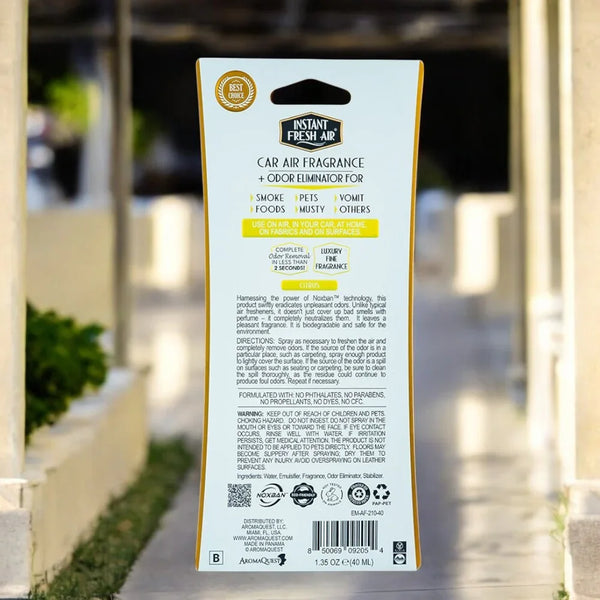 BEST
CHOICE
INSTANT
FRESH AIR
CAR AIR FRAGRANCE
+ ODOR ELIMINATOR FOR
SMOKE PETS VOMIT
FOODS MUSTY OTHERS
USE ON AIR, IN YOUR CAR, AT HOME,
ON FABRICS AND ON SURFACES.
COMPLETE
Odor Removal
IN LESS THAN
2 SECONDS!
LUXURY
FINE
FRAGRANCE
CITRUS
Harnessing the power of Noxban™ technology, this
product swiftly eradicates unpleasant odors. Unlike typical
air fresheners, it doesn't just cover up bad smells with
perfume – it completely neutralizes them. It leaves a
pleasant fragrance. It is biodegradable and safe for the
environment.
DIRECTIONS: Spray as necessary to freshen the air and
completely remove odors. If the source of the odor is in a
particular place, such as carpeting, spray enough product
to lightly cover the surface. If the source of the odor is a spill
on surfaces such as seating or carpeting, be sure to clean
the spill thoroughly, as the residue could continue to
produce foul odors. Repeat if necessary.
FORMULATED WITH: NO PHTHALATES, NO PARABENS,
NO PROPELLANTS, NO DYES, NO CFC.
WARNING: KEEP OUT OF REACH OF CHILDREN AND PETS.
CHOKING HAZARD. DO NOT INGEST. DO NOT SPRAY IN THE
MOUTH OR EYES OR TOWARD THE FACE. IF EYE CONTACT
OCCURS, RINSE WELL WITH WATER. IF IRRITATION
PERSISTS, GET MEDICAL ATTENTION. THE PRODUCT IS NOT
INTENDED TO BE APPLIED TO PETS DIRECTLY. FLOORS MAY
BECOME SLIPPERY AFTER SPRAYING; DRY THEM TO
PREVENT ANY INJURY. AVOID OVERSPRAYING ON LEATHER
SURFACES.
Ingredients: Water, Emulsifier, Fragrance, Odor Eliminator, Stabilizer.
NOXBAN
ECO-FRIENDLY
PAP-PET
EM-AF-210-40
DISTRIBUTED BY:
AROMAQUEST, LLC.
MIAMI, FL. USA
WWW.AROMAQUEST.COM
MADE IN PANAMA
© AROMAQUEST
B
AROMAQUEST
8 50069 09205 4
1.35 OZ ℮ (40 ML)